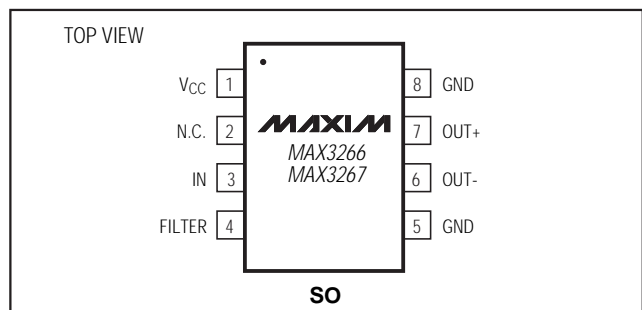 TOP VIEW
VCC 1
N.C. 2
IN 3
FILTER 4
MAXIM
MAX3266
MAX3267
8 GND
7 OUT+
6 OUT-
5 GND
SO